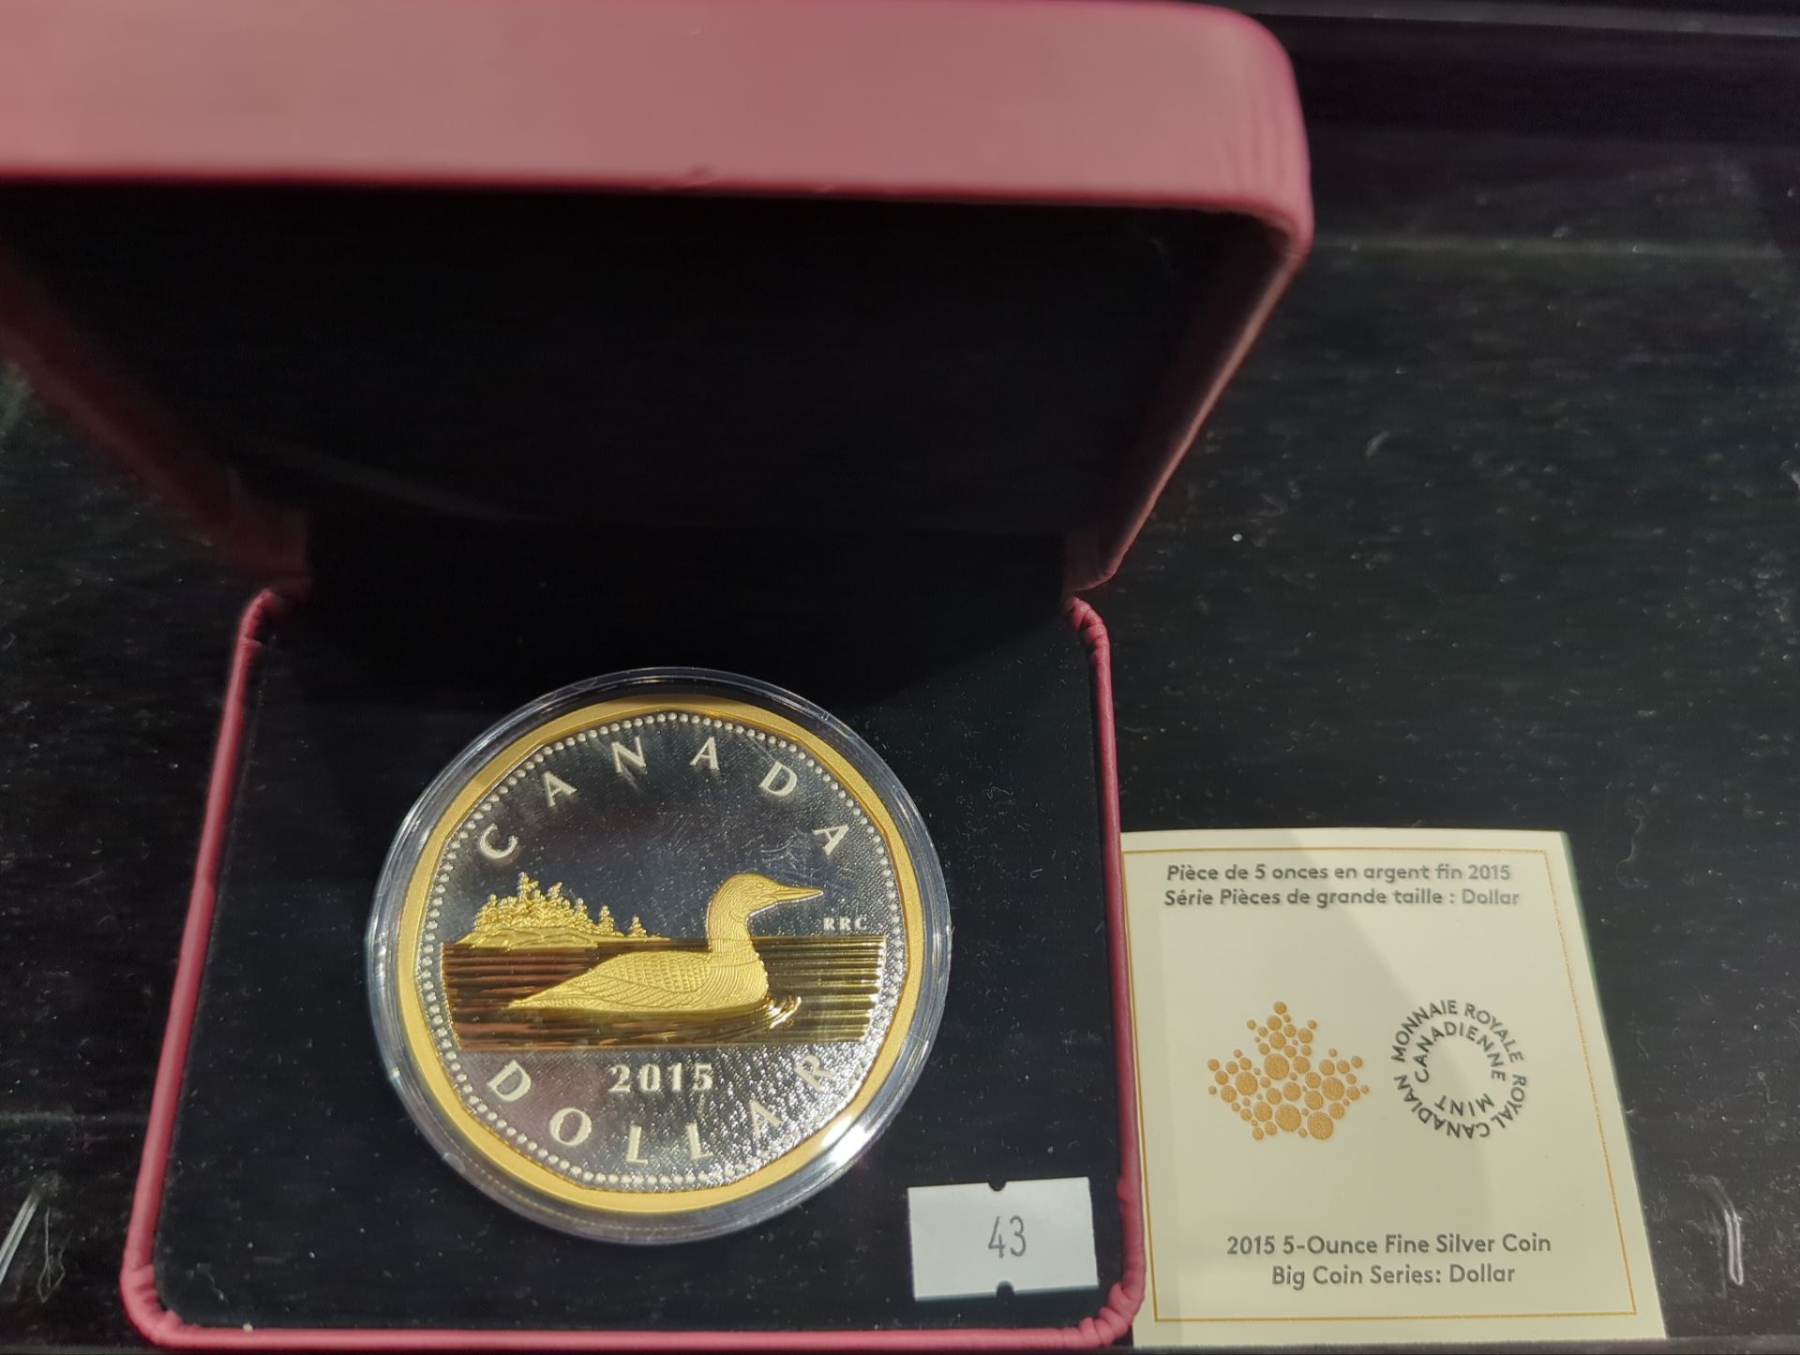 CANADA
RRC
2015
DOLLAR
43
Pièce de 5 onces en argent fin 2015
Série Pièces de grande taille : Dollar
MONNAIE ROYALE CANADIENNE
ROYAL CANADIAN MINT
2015 5-Ounce Fine Silver Coin
Big Coin Series: Dollar